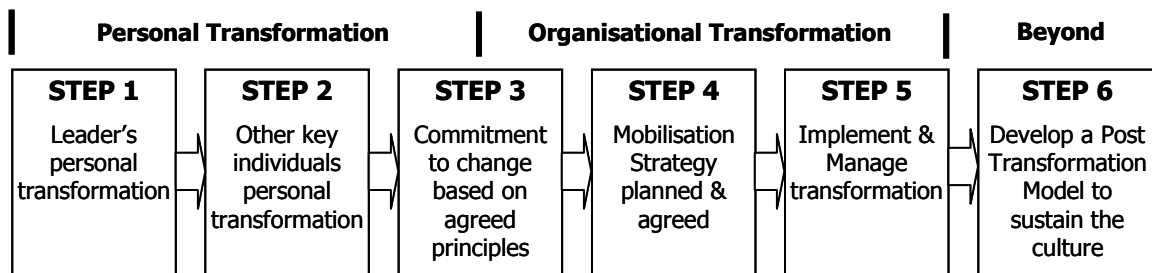 Personal Transformation
Organisational Transformation
Beyond
STEP 1
Leader's
personal
transformation
STEP 2
Other key
individuals
personal
transformation
STEP 3
Commitment
to change
based on
agreed
principles
STEP 4
Mobilisation
Strategy
planned &
agreed
STEP 5
Implement &
Manage
transformation
STEP 6
Develop a Post
Transformation
Model to
sustain the
culture